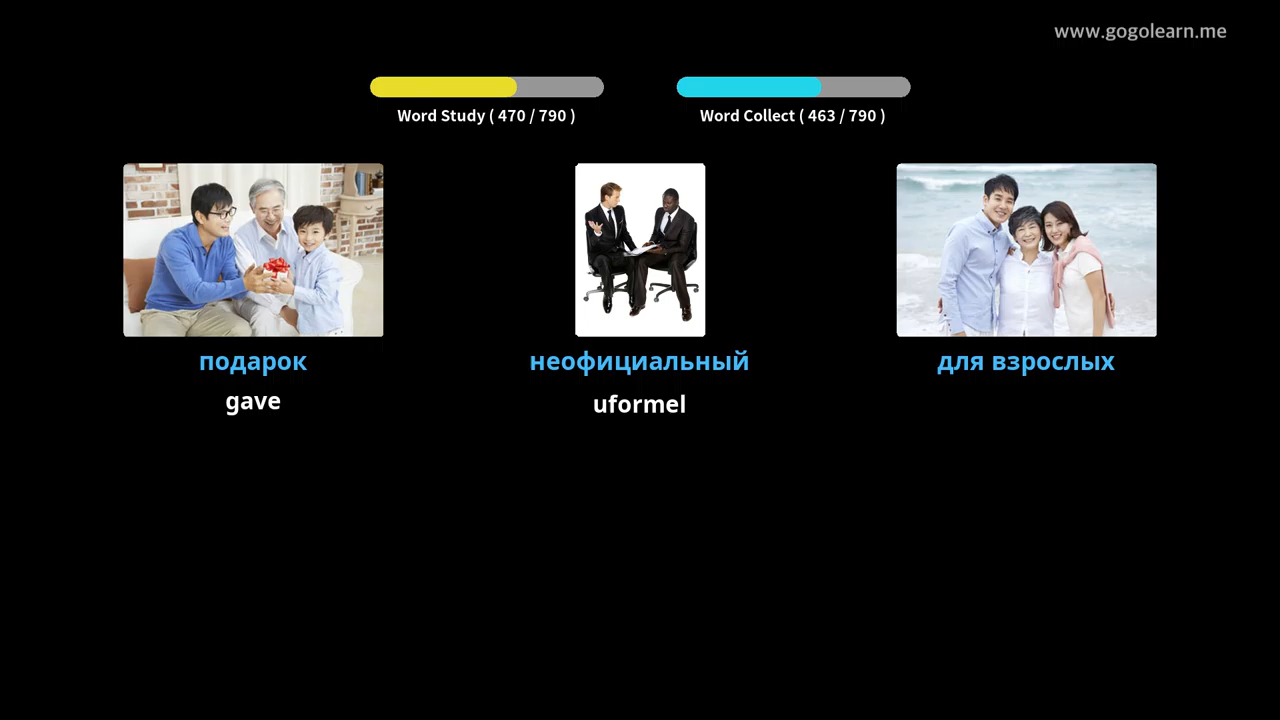 www.gogolearn.me
Word Study ( 470 / 790 )
Word Collect ( 463 / 790 )
подарок
gave
неофициальный
uformel
для взрослых